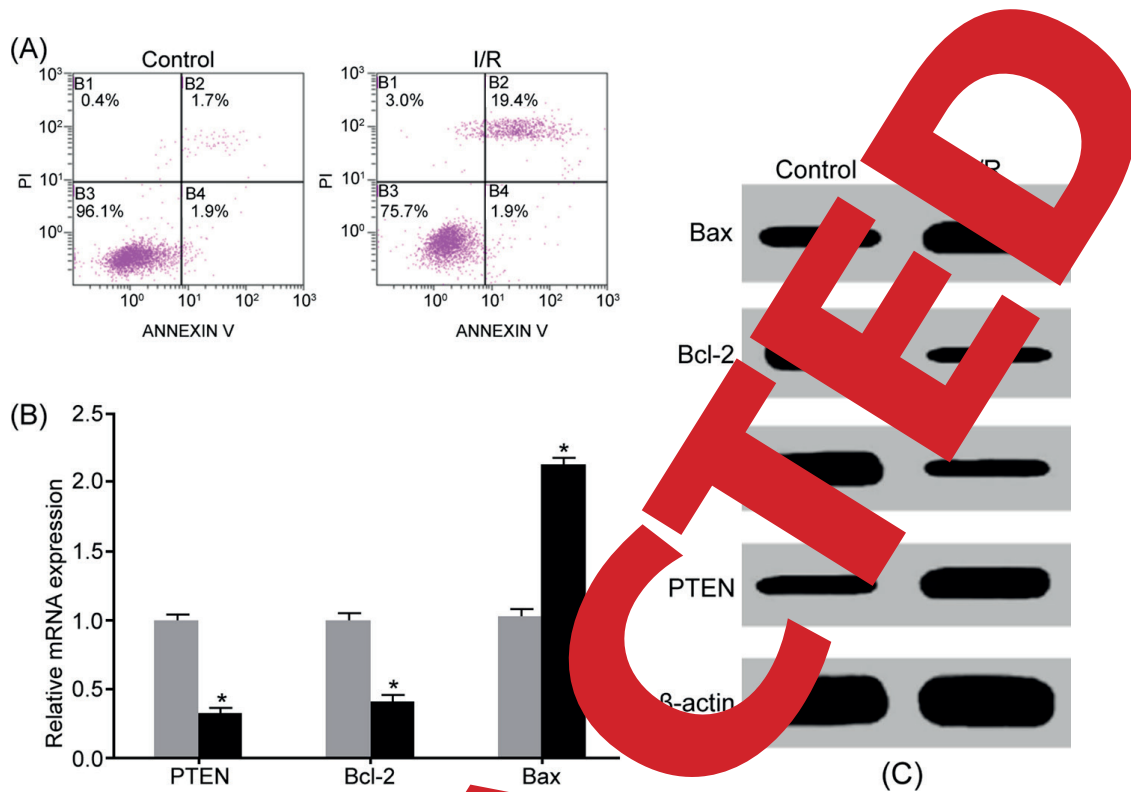 (A)
Control
I/R
10³
10²
10¹
10⁰
PI
B1
0.4%
B2
1.7%
B3
96.1%
B4
1.9%
10⁰
10¹
10²
10³
ANNEXIN V
10³
10²
10¹
10⁰
PI
B1
3.0%
B2
19.4%
B3
75.7%
B4
1.9%
10⁰
10¹
10²
10³
ANNEXIN V
(B)
Relative mRNA expression
2.5
2.0
1.5
1.0
0.5
0.0
*
*
*
PTEN
Bcl-2
Bax
Control
/R
Bax
Bcl-2
PTEN
β-actin
(C)
CTED